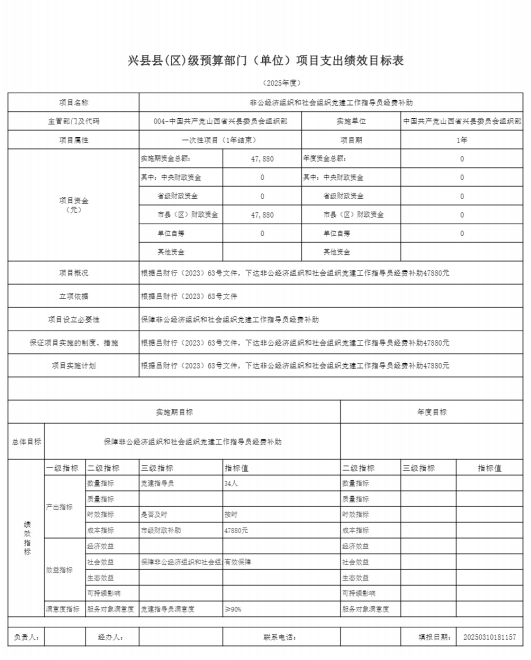 兴县县(区)级预算部门（单位）项目支出绩效目标表
（2025年度）
项目名称 非公经济组织和社会组织党建工作指导员经费补助
主管部门及代码 004-中国共产党山西省兴县委员会组织部 实施单位 中国共产党山西省兴县委员会组织部
项目属性 一次性项目（1年结束） 项目期 1年
项目资金（元） 实施期资金总额: 47,880 年度资金总额: 0
其中: 中央财政资金 0 其中: 中央财政资金 0
省级财政资金 0 省级财政资金 0
市县（区）财政资金 47,880 市县（区）财政资金 0
单位自筹 0 单位自筹 0
其他资金 其他资金
项目概况 根据吕财行（2023）63号文件，下达非公经济组织和社会组织党建工作指导员经费补助47880元
立项依据 根据吕财行（2023）63号文件
项目设立必要性 保障非公经济组织和社会组织党建工作指导员经费补助
保证项目实施的制度、措施 根据吕财行（2023）63号文件，下达非公经济组织和社会组织党建工作指导员经费补助47880元
项目实施计划 根据吕财行（2023）63号文件，下达非公经济组织和社会组织党建工作指导员经费补助47880元
实施期目标 年度目标
总体目标 保障非公经济组织和社会组织党建工作指导员经费补助
绩效指标 一级指标 二级指标 三级指标 指标值 二级指标 三级指标 指标值
产出指标 数量指标 党建指导员 34人 数量指标
质量指标 质量指标
时效指标 是否及时 按时 时效指标
成本指标 市级财政补助 47880元 成本指标
效益指标 经济效益 经济效益
社会效益 保障非公经济组织和社会组 有效保障 社会效益
生态效益 生态效益
可持续影响 可持续影响
满意度指标 服务对象满意度 党建指导员满意度 ≥90% 服务对象满意度
负责人: 经办人: 联系电话: 填报日期: 20250310181157